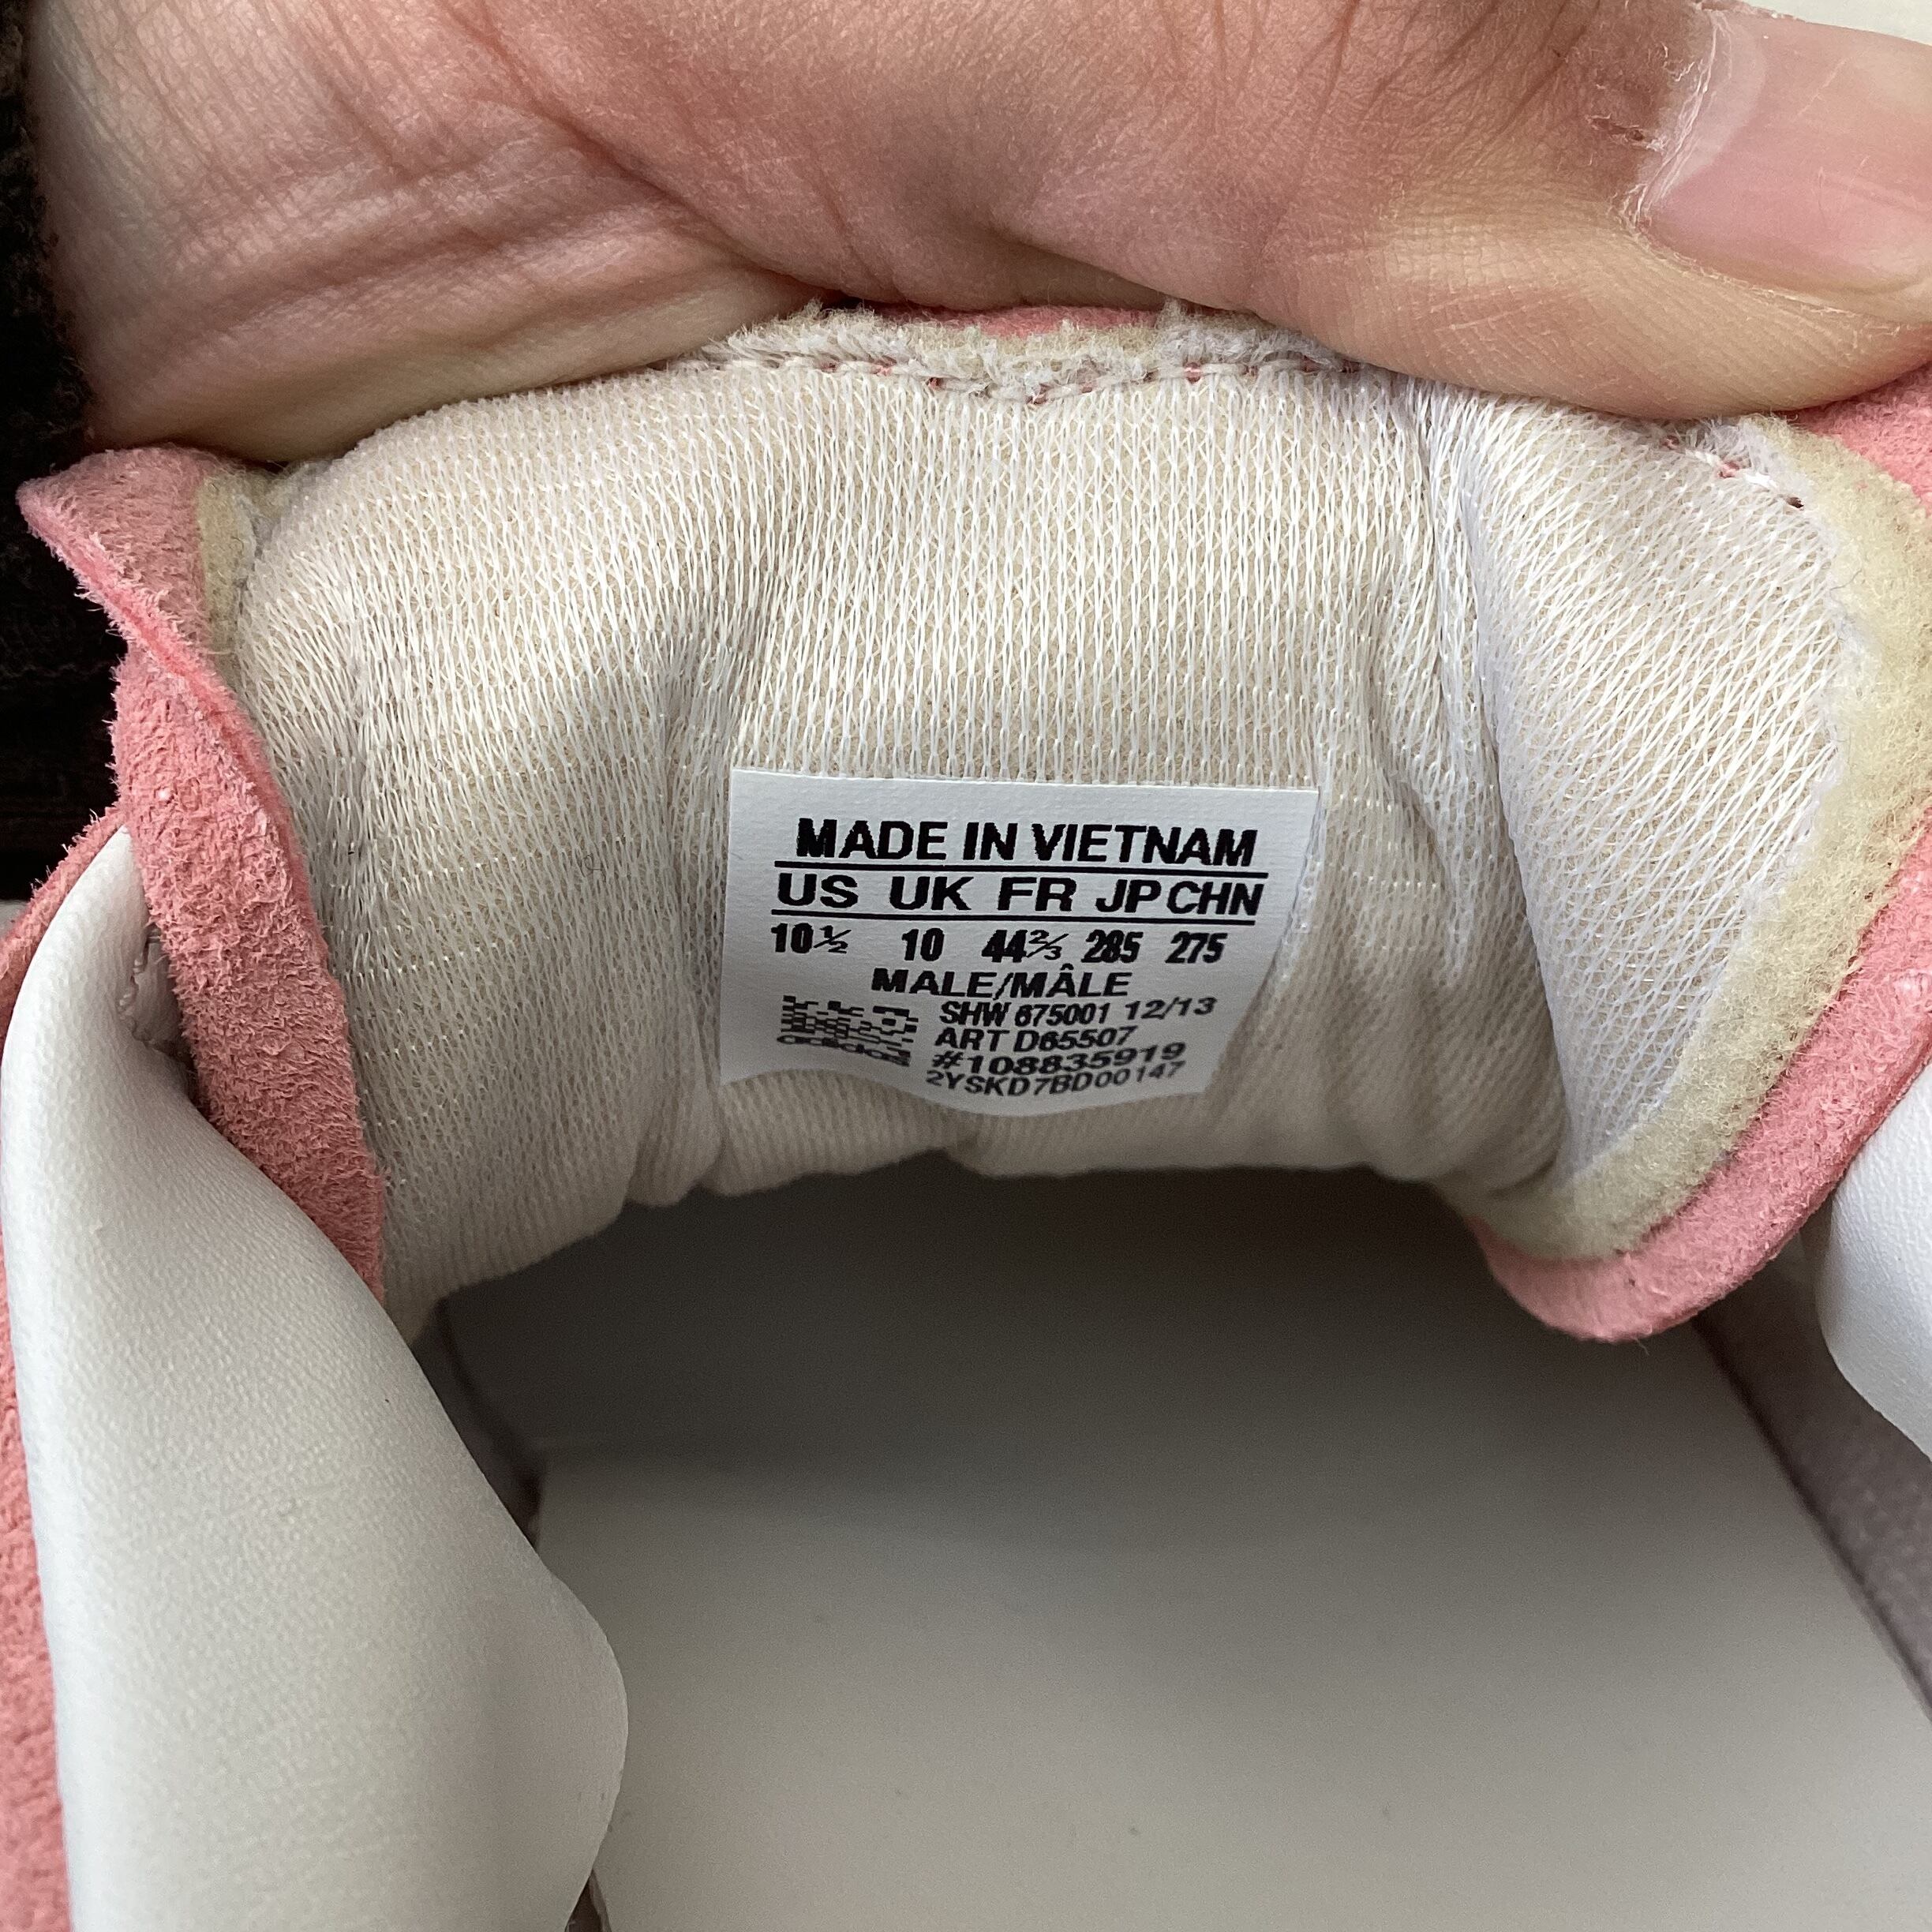 MADE IN VIETNAM
US UK FR JP CHN
10½ 10 44⅔ 285 275
MALE/MÂLE
SHW 675001 12/13
ART D65507
#108835919
2YSKD7BD00147
adidas